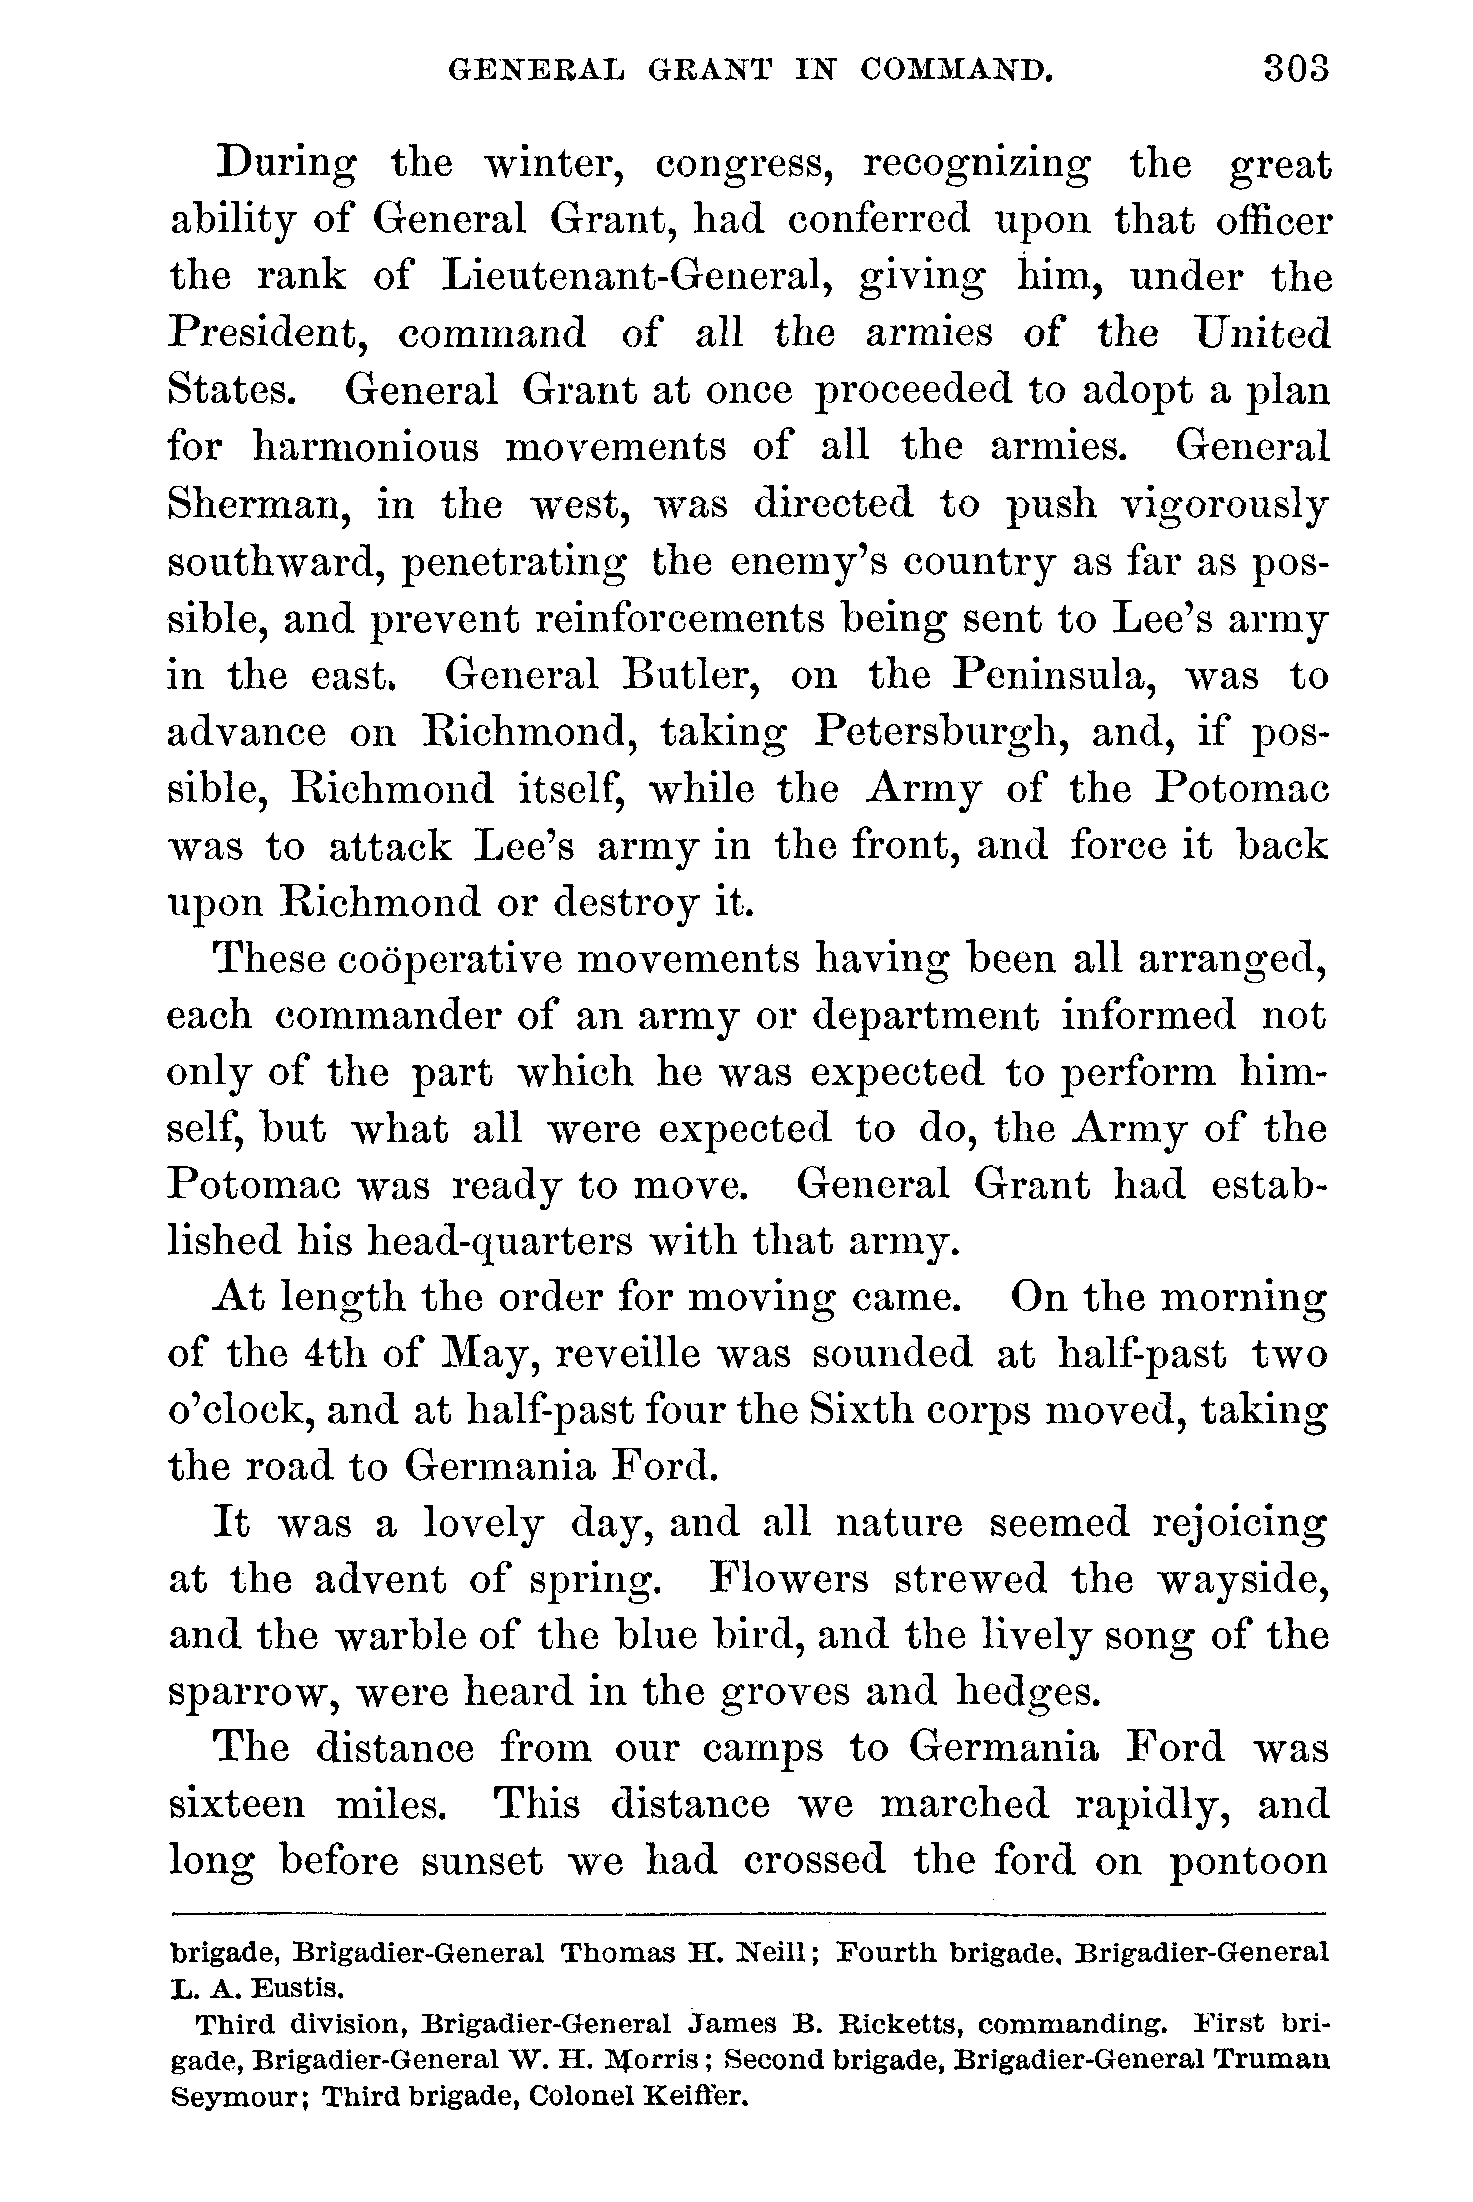 GENERAL GRANT IN COMMAND. 303
During the winter, congress, recognizing the great
ability of General Grant, had conferred upon that officer
the rank of Lieutenant-General, giving him, under the
President, command of all the armies of the United
States. General Grant at once proceeded to adopt a plan
for harmonious movements of all the armies. General
Sherman, in the west, was directed to push vigorously
southward, penetrating the enemy's country as far as pos-
sible, and prevent reinforcements being sent to Lee's army
in the east. General Butler, on the Peninsula, was to
advance on Richmond, taking Petersburgh, and, if pos-
sible, Richmond itself, while the Army of the Potomac
was to attack Lee's army in the front, and force it back
upon Richmond or destroy it.
These coöperative movements having been all arranged,
each commander of an army or department informed not
only of the part which he was expected to perform him-
self, but what all were expected to do, the Army of the
Potomac was ready to move. General Grant had estab-
lished his head-quarters with that army.
At length the order for moving came. On the morning
of the 4th of May, reveille was sounded at half-past two
o'clock, and at half-past four the Sixth corps moved, taking
the road to Germania Ford.
It was a lovely day, and all nature seemed rejoicing
at the advent of spring. Flowers strewed the wayside,
and the warble of the blue bird, and the lively song of the
sparrow, were heard in the groves and hedges.
The distance from our camps to Germania Ford was
sixteen miles. This distance we marched rapidly, and
long before sunset we had crossed the ford on pontoon
brigade, Brigadier-General Thomas H. Neill; Fourth brigade, Brigadier-General
L. A. Eustis.
Third division, Brigadier-General James B. Ricketts, commanding. First bri-
gade, Brigadier-General W. H. Morris; Second brigade, Brigadier-General Truman
Seymour; Third brigade, Colonel Keiffer.